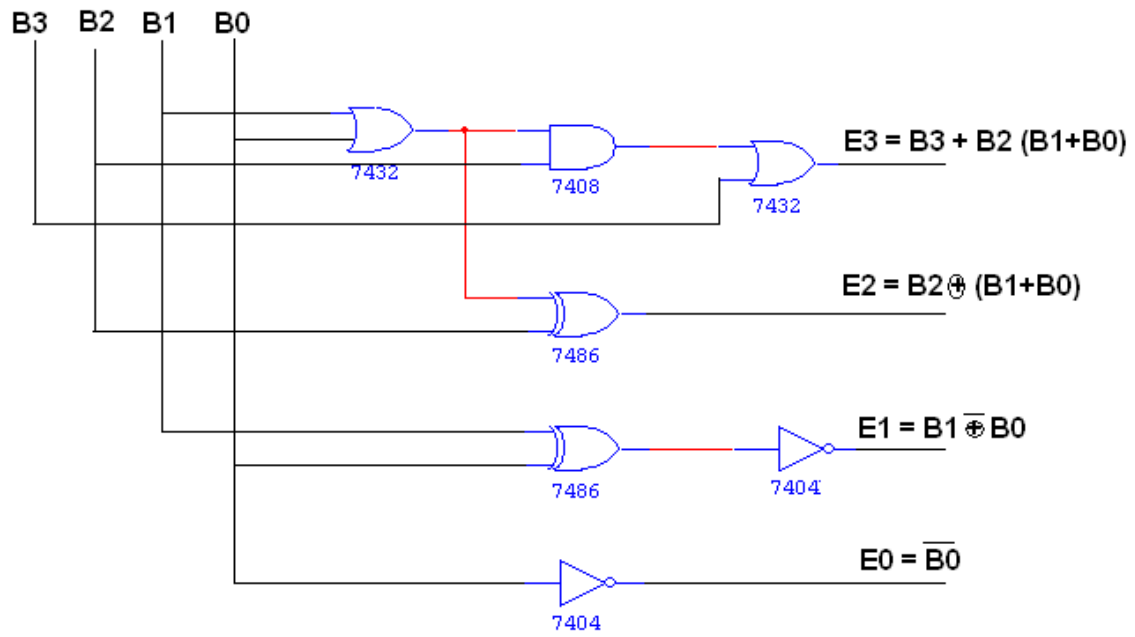 B3 B2 B1 B0
E3 = B3 + B2 (B1+B0)
7432
7408
7432
E2 = B2 ⊕ (B1+B0)
7486
E1 = B1 ⊕̅ B0
7486
7404
E0 = B̅0̅
7404